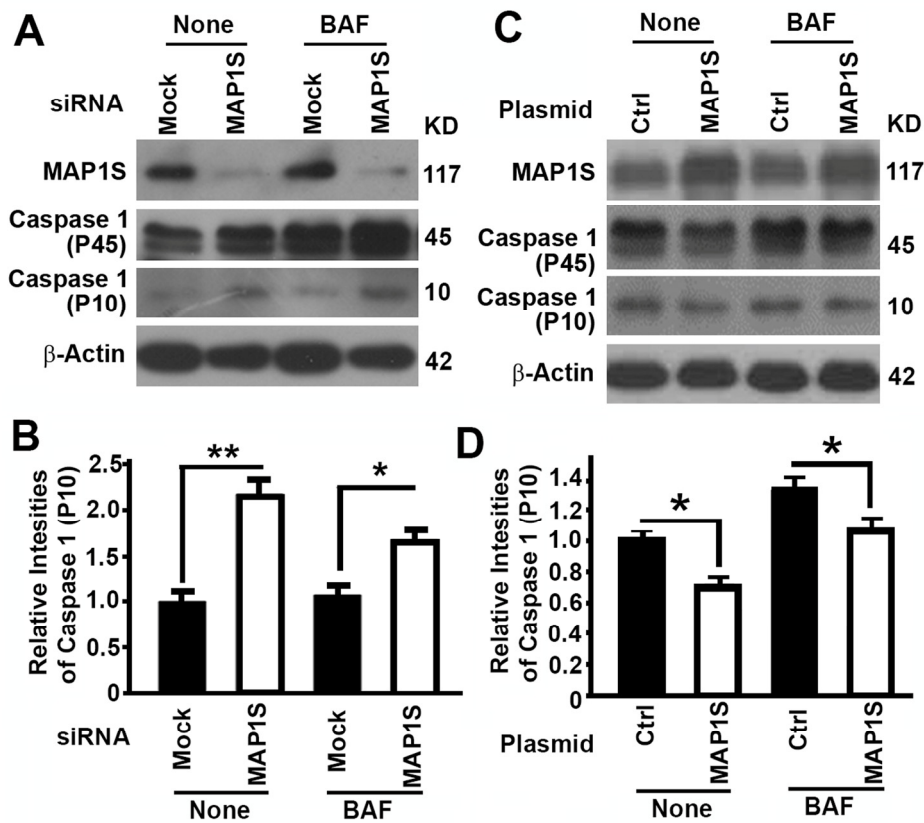 A
None
BAF
siRNA
Mock
MAP1S
Mock
MAP1S
KD
MAP1S
117
Caspase 1
(P45)
45
Caspase 1
(P10)
10
β-Actin
42
B
Relative Intesities
of Caspase 1 (P10)
2.5
2.0
1.5
1.0
0.5
0
**
*
siRNA
Mock
MAP1S
Mock
MAP1S
None
BAF
C
None
BAF
Plasmid
Ctrl
MAP1S
Ctrl
MAP1S
KD
MAP1S
117
Caspase 1
(P45)
45
Caspase 1
(P10)
10
β-Actin
42
D
Relative Intesities
of Caspase 1 (P10)
1.4
1.2
1.0
0.8
0.6
0.4
0.2
0
*
*
Plasmid
Ctrl
MAP1S
Ctrl
MAP1S
None
BAF